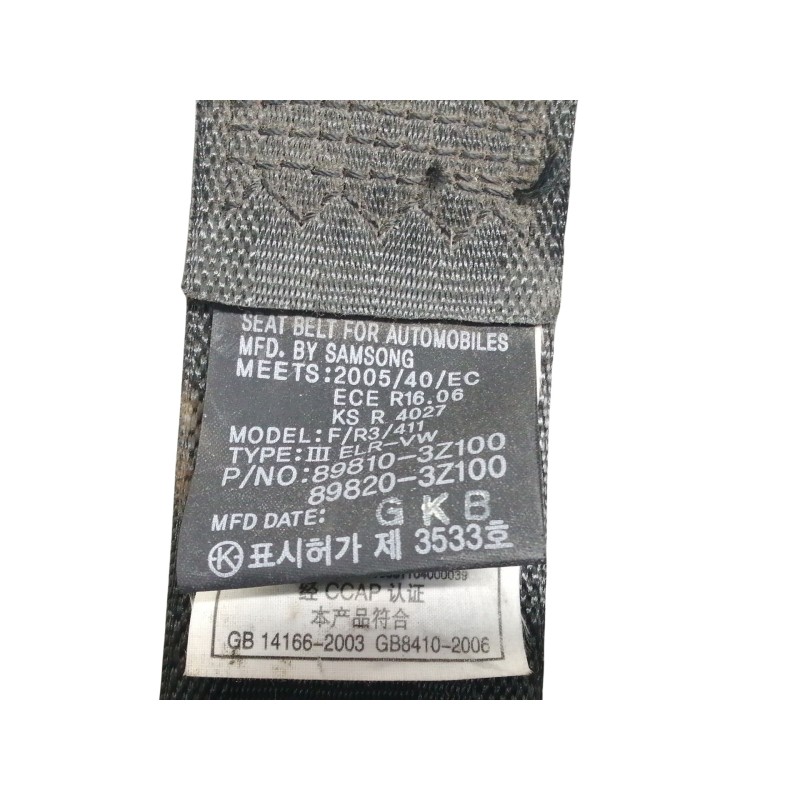 SEAT BELT FOR AUTOMOBILES
MFD. BY SAMSONG
MEETS:2005/40/EC
ECE R16.06
KS R 4027
MODEL:F/R3/411
TYPE:III ELR-VW
P/NO:89810-3Z100
89820-3Z100
MFD DATE: G K B
Ⓚ표시허가 제 3533호
经 CCAP 认证
本产品符合
GB 14166-2003 GB8410-2006